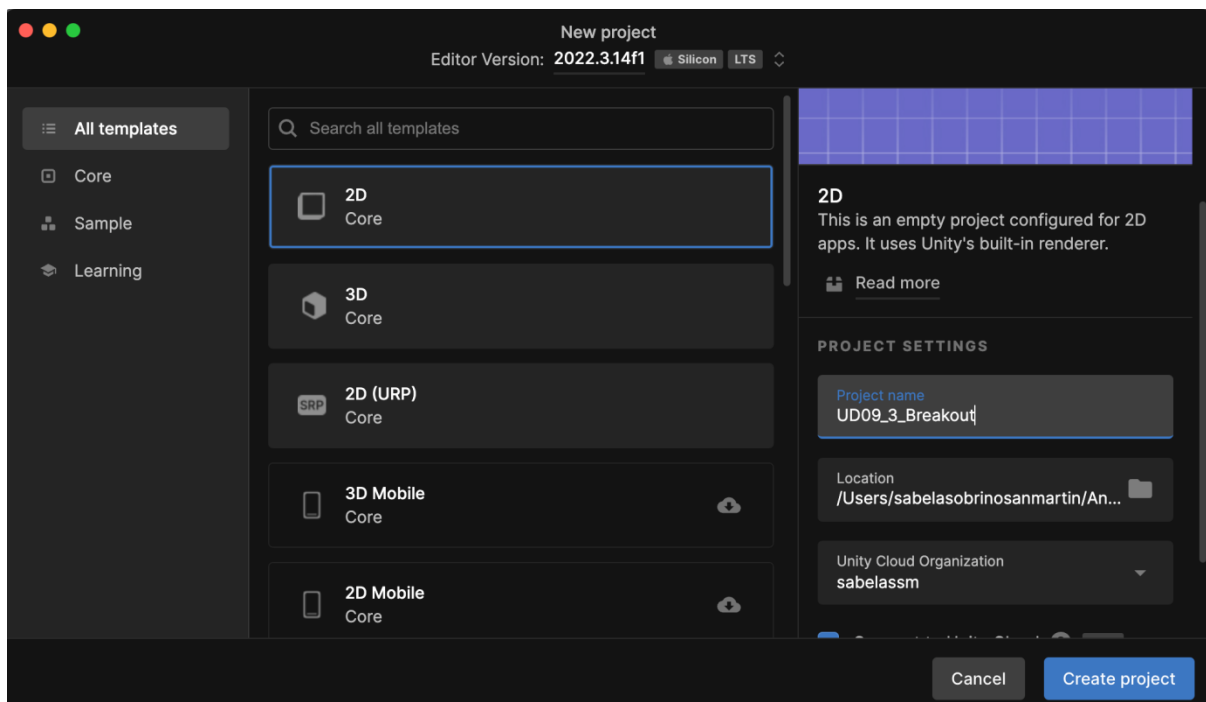 New project
Editor Version: 2022.3.14f1 Silicon LTS
All templates
Core
Sample
Learning
Search all templates
2D
Core
3D
Core
SRP
2D (URP)
Core
3D Mobile
Core
2D Mobile
Core
2D
This is an empty project configured for 2D
apps. It uses Unity's built-in renderer.
Read more
PROJECT SETTINGS
Project name
UD09_3_Breakout
Location
/Users/sabelasobrinosanmartin/An...
Unity Cloud Organization
sabelassm
Cancel
Create project